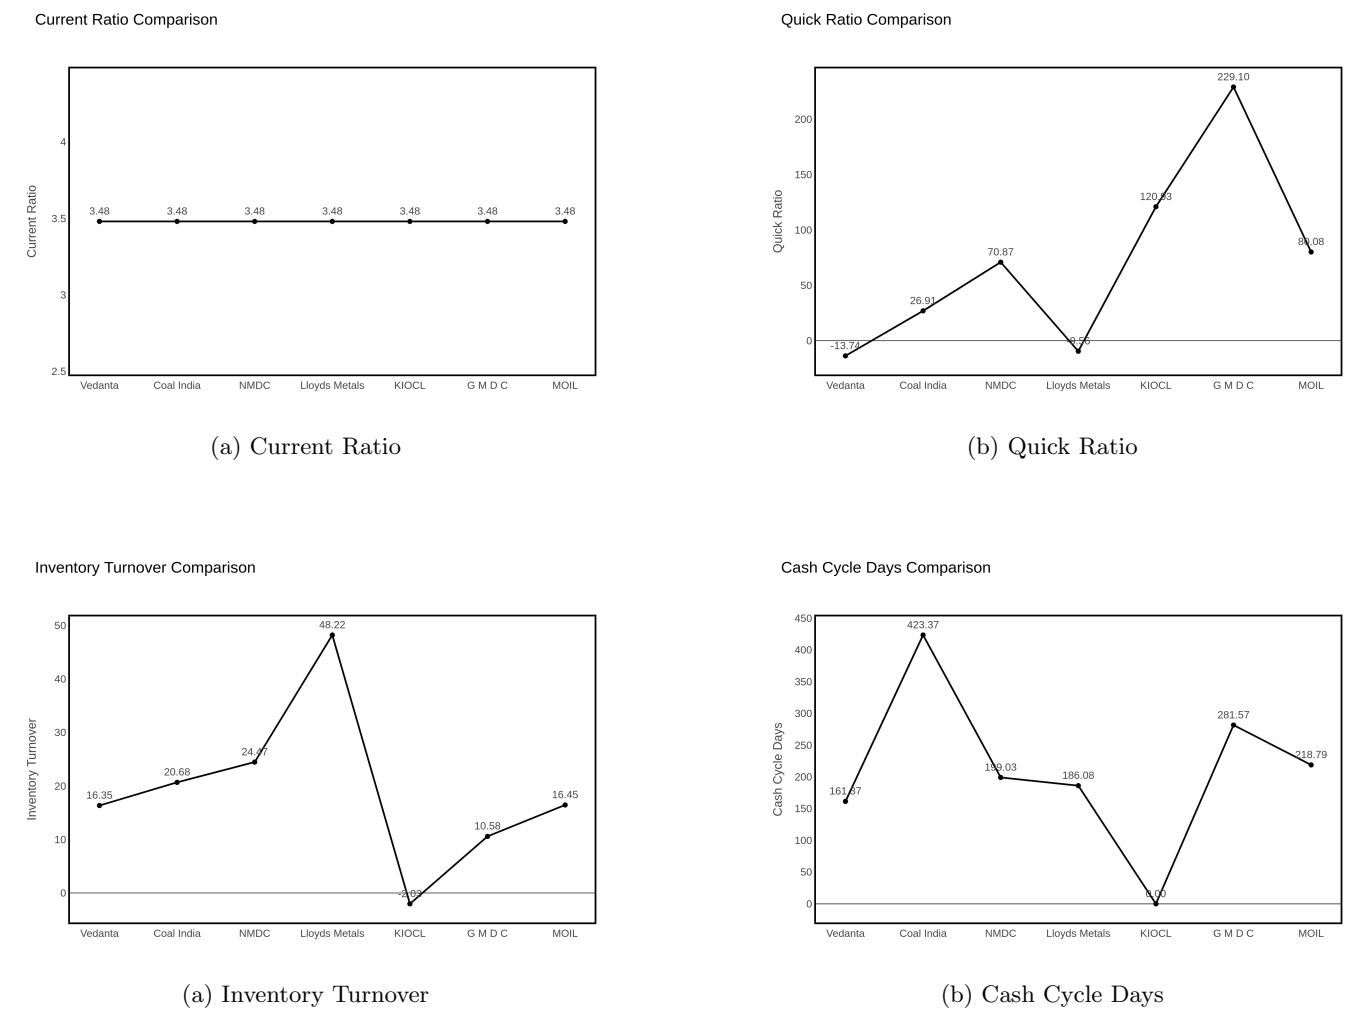 Current Ratio Comparison
Current Ratio
4
3.5
3
2.5
3.48 3.48 3.48 3.48 3.48 3.48 3.48
Vedanta Coal India NMDC Lloyds Metals KIOCL G M D C MOIL
(a) Current Ratio
Quick Ratio Comparison
Quick Ratio
200
150
100
50
0
-13.74 26.91 70.87 120.93 229.10 80.08
Vedanta Coal India NMDC Lloyds Metals KIOCL G M D C MOIL
(b) Quick Ratio
Inventory Turnover Comparison
Inventory Turnover
50
40
30
20
10
0
16.35 20.68 24.47 48.22 -2.03 10.58 16.45
Vedanta Coal India NMDC Lloyds Metals KIOCL G M D C MOIL
(a) Inventory Turnover
Cash Cycle Days Comparison
Cash Cycle Days
450
400
350
300
250
200
150
100
50
0
161.37 423.37 199.03 186.08 0.00 281.57 218.79
Vedanta Coal India NMDC Lloyds Metals KIOCL G M D C MOIL
(b) Cash Cycle Days